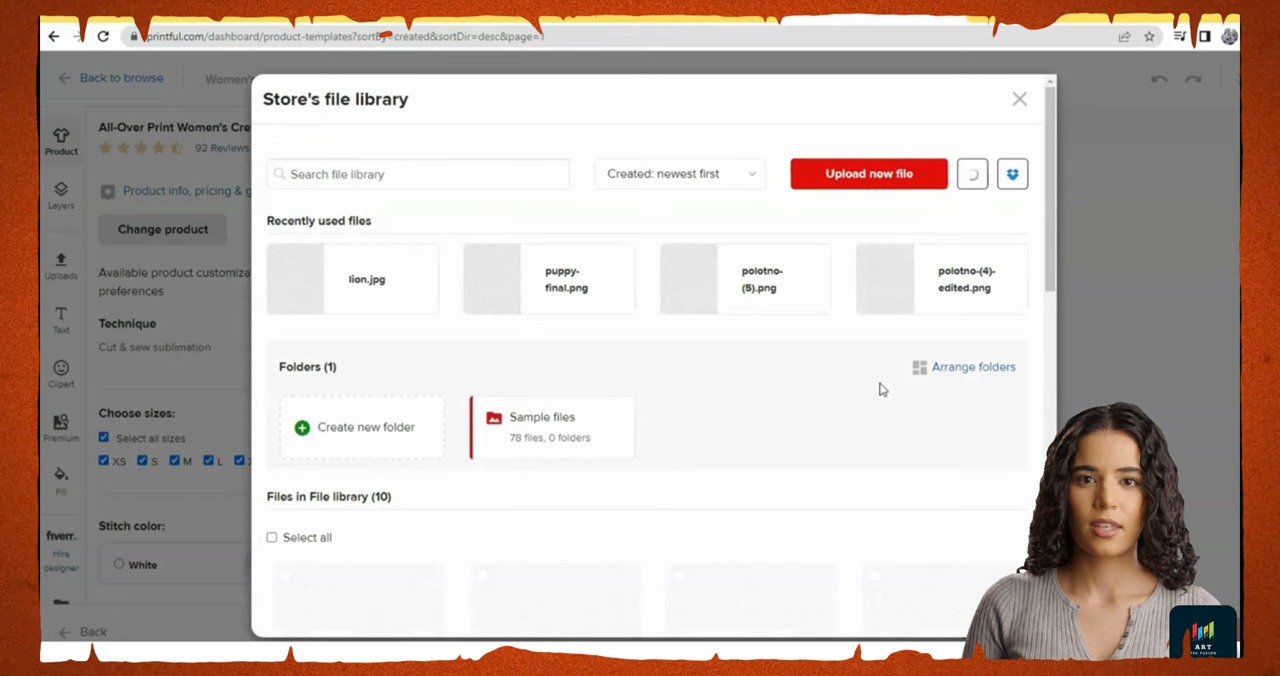 printful.com/dashboard/product-templates?sortBy=created&sortDir=desc&page=1
Back to browse
Women's
Store's file library
All-Over Print Women's Cre
92 Reviews
Product info, pricing & g
Change product
Available product customiza
preferences
Technique
Cut & sew sublimation
Choose sizes:
Select all sizes
XS S M L
Stitch color:
White
Back
Product
Layers
Uploads
Text
Clipart
Premium
Fill
fiverr.
Hire
designer
Search file library
Created: newest first
Upload new file
Recently used files
lion.jpg
puppy-
final.png
polotno-
(5).png
polotno-(4)-
edited.png
Folders (1)
Arrange folders
Create new folder
Sample files
78 files, 0 folders
Files in File library (10)
Select all
ART